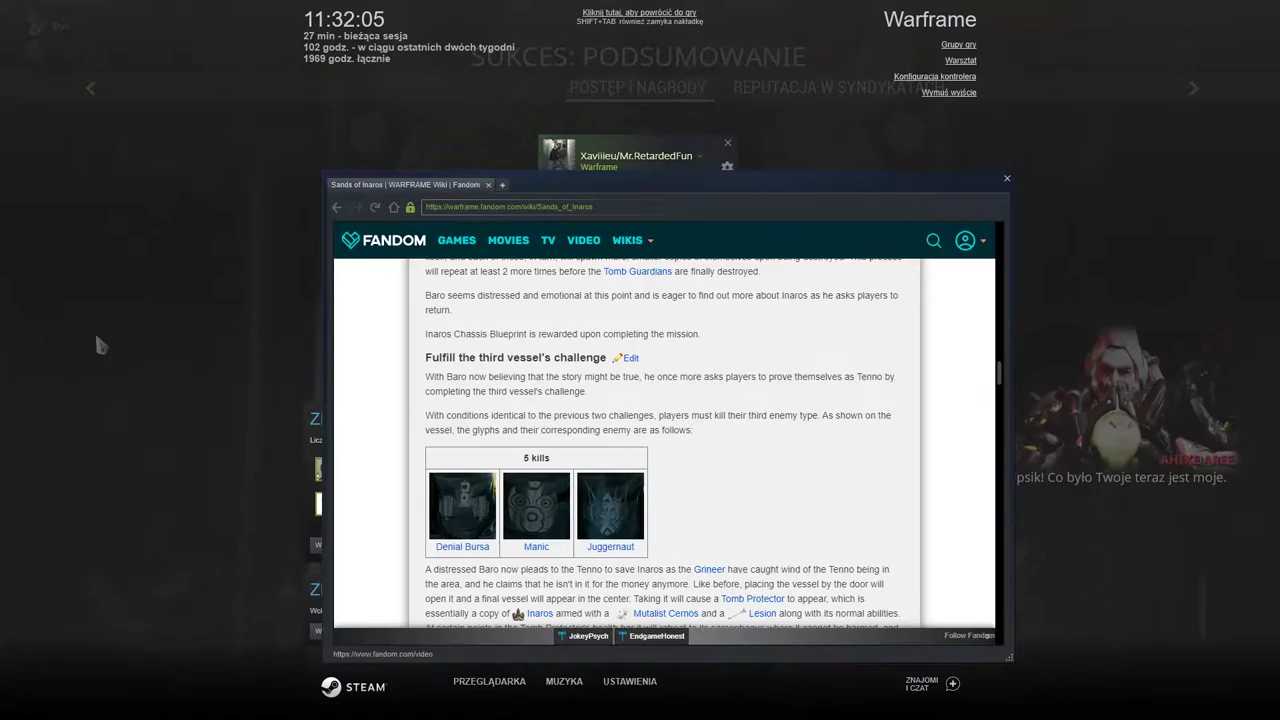 11:32:05
27 min - bieżąca sesja
102 godz. - w ciągu ostatnich dwóch tygodni
1969 godz. łącznie
Kliknij tutaj, aby powrócić do gry
SHIFT+TAB również zamyka nakładkę
Warframe
Grupy gry
Warsztat
Konfiguracja kontrolera
Wymuś wyjście
SUKCES: PODSUMOWANIE
POSTĘP I NAGRODY
REPUTACJA W SYNDYKATACH
Xaviiieu/Mr.RetardedFun
Warframe
Sands of Inaros | WARFRAME Wiki | Fandom
https://warframe.fandom.com/wiki/Sands_of_Inaros
FANDOM GAMES MOVIES TV VIDEO WIKIS
will repeat at least 2 more times before the Tomb Guardians are finally destroyed.
Baro seems distressed and emotional at this point and is eager to find out more about Inaros as he asks players to
return.
Inaros Chassis Blueprint is rewarded upon completing the mission.
Fulfill the third vessel's challenge Edit
With Baro now believing that the story might be true, he once more asks players to prove themselves as Tenno by
completing the third vessel's challenge.
With conditions identical to the previous two challenges, players must kill their third enemy type. As shown on the
vessel, the glyphs and their corresponding enemy are as follows:
5 kills
Denial Bursa Manic Juggernaut
A distressed Baro now pleads to the Tenno to save Inaros as the Grineer have caught wind of the Tenno being in
the area, and he claims that he isn't in it for the money anymore. Like before, placing the vessel by the door will
open it and a final vessel will appear in the center. Taking it will cause a Tomb Protector to appear, which is
essentially a copy of Inaros armed with a Mutalist Cernos and a Lesion along with its normal abilities.
JokeyPsych EndgameHonest
Follow Fandom
https://www.fandom.com/video
AHIKE AREE
psik! Co było Twoje teraz jest moje.
STEAM
PRZEGLĄDARKA MUZYKA USTAWIENIA
ZNAJOMI
I CZAT